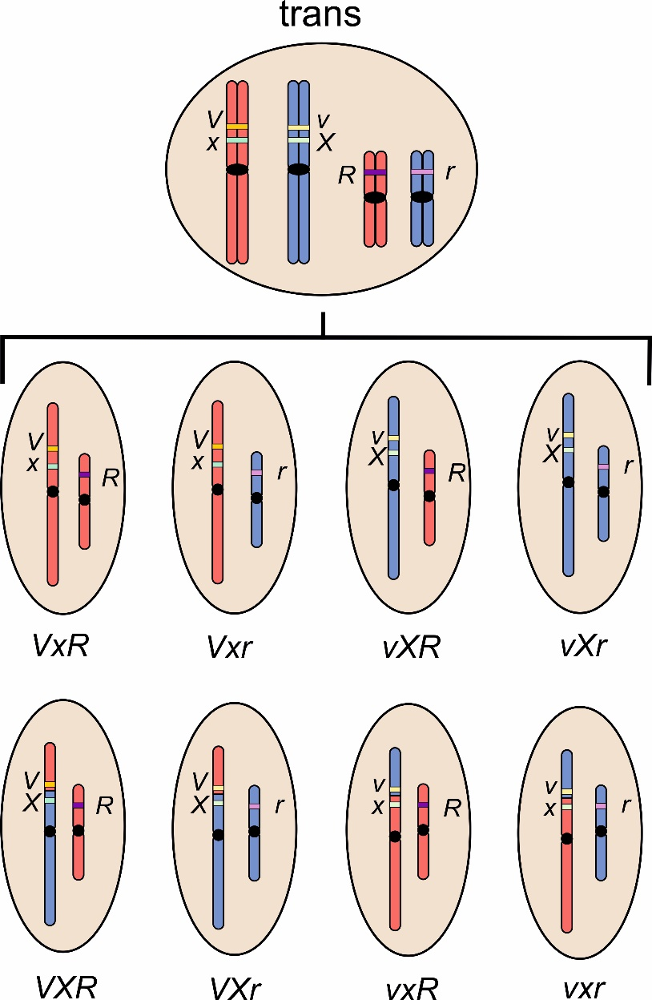 trans
V v
x X
R r
V V v v
x x X X
R r R r
VxR Vxr vXR vXr
V V v v
X X x x
R r R r
VXR VXr vxR vxr